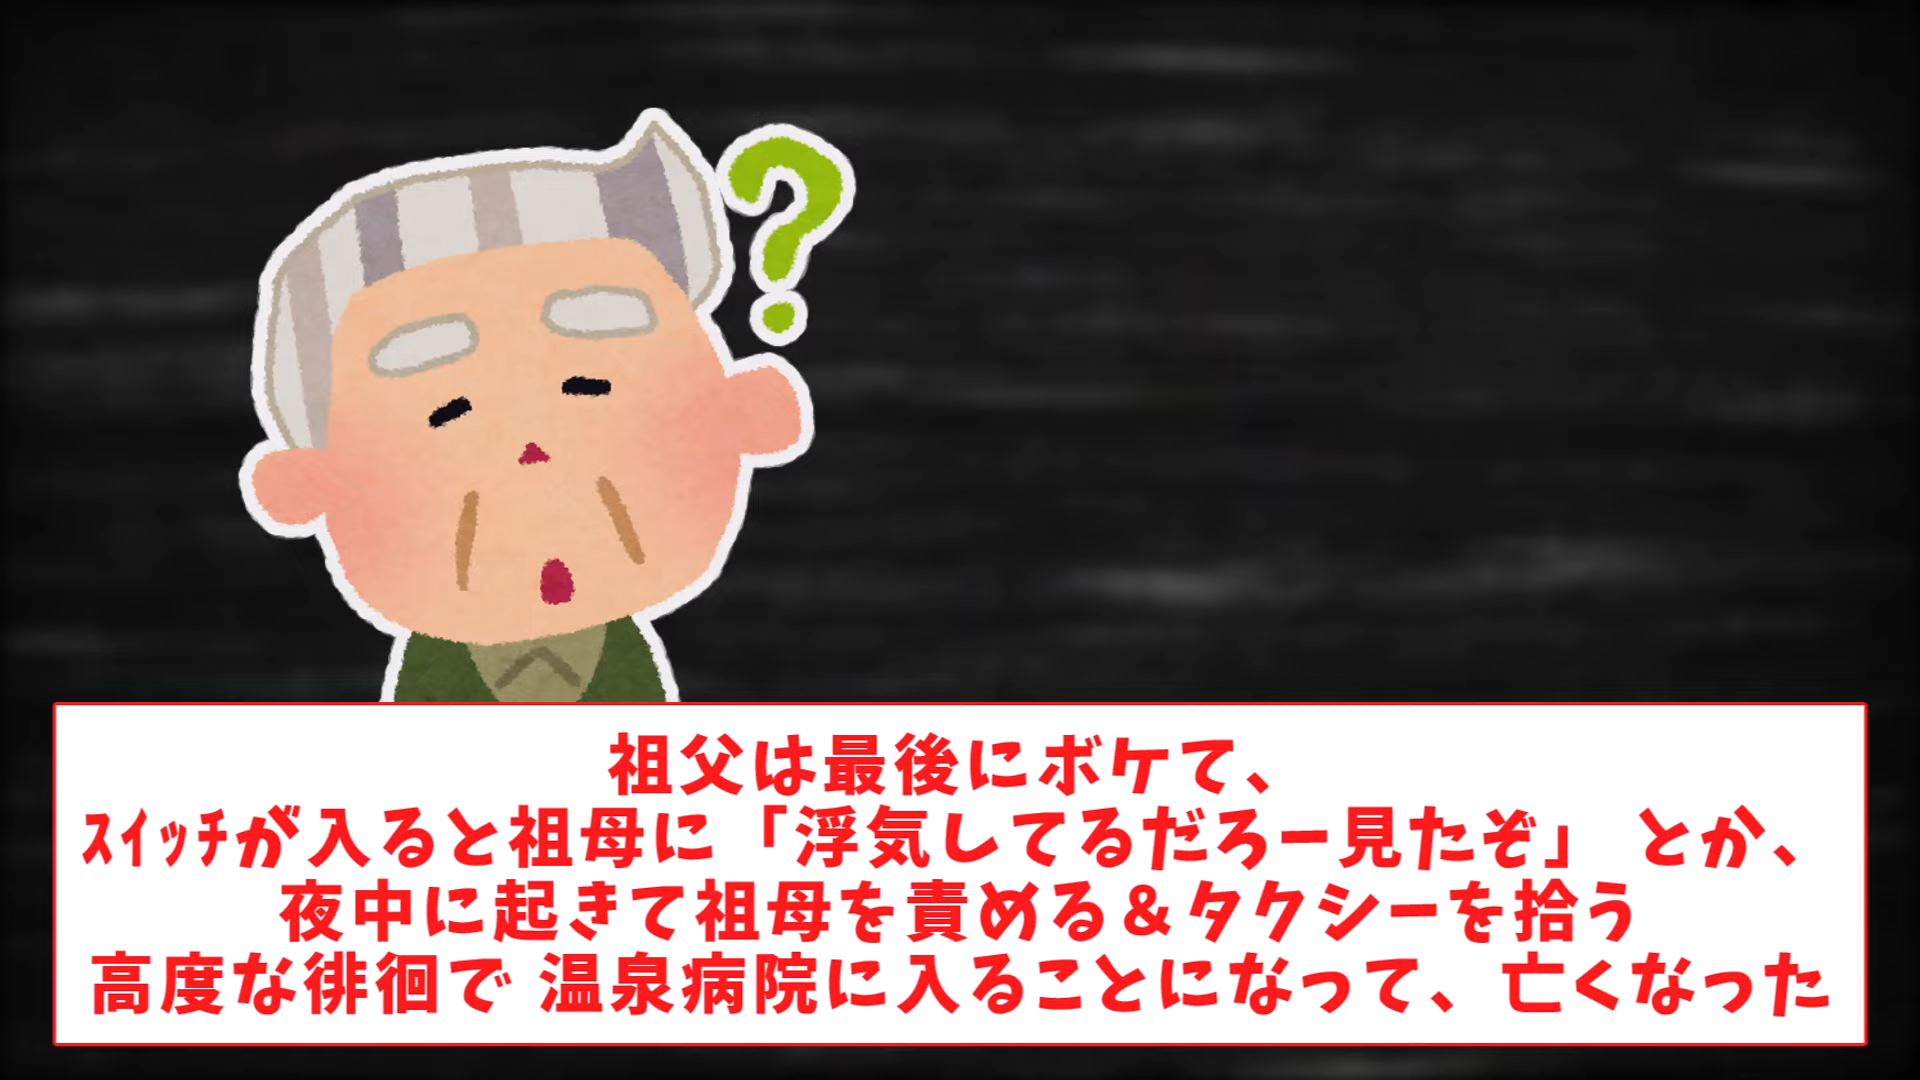 祖父は最後にボケて、
ｽｲｯﾁが入ると祖母に「浮気してるだろー見たぞ」 とか、
夜中に起きて祖母を責める＆タクシーを拾う
高度な徘徊で 温泉病院に入ることになって、亡くなった